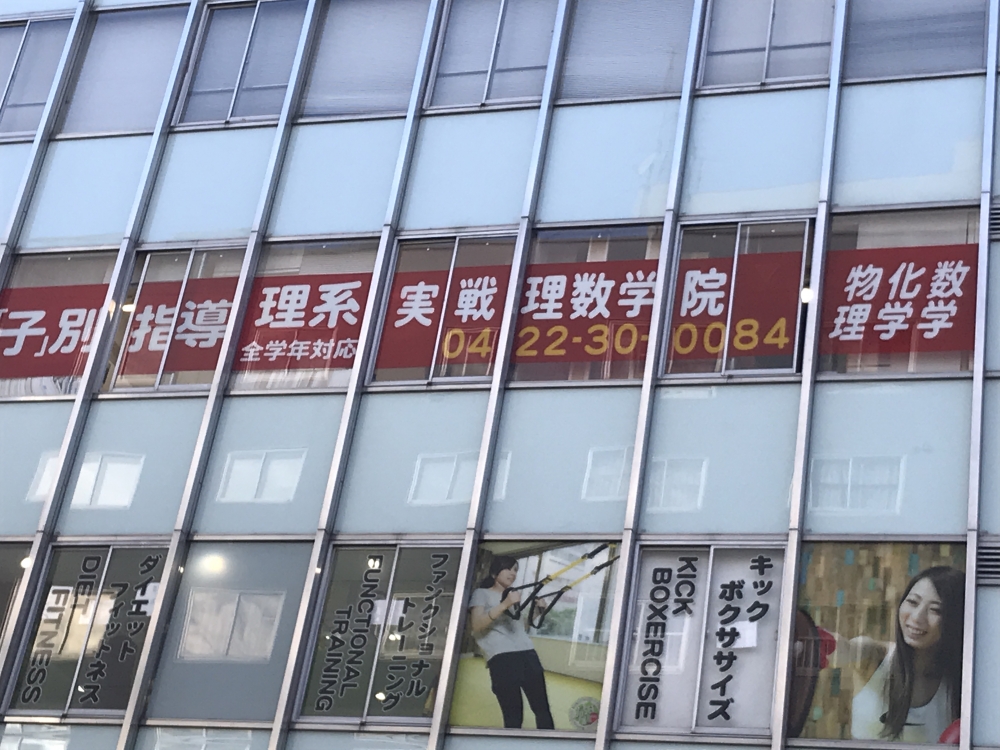 「子」別指導
理系
全学年対応
実戦理数学院
0422-30-0084
物化数
理学学
ダイエット
フィットネス
DIET
FITNESS
ファンクショナル
トレーニング
FUNCTIONAL
TRAINING
キック
ボクササイズ
KICK
BOXERCISE